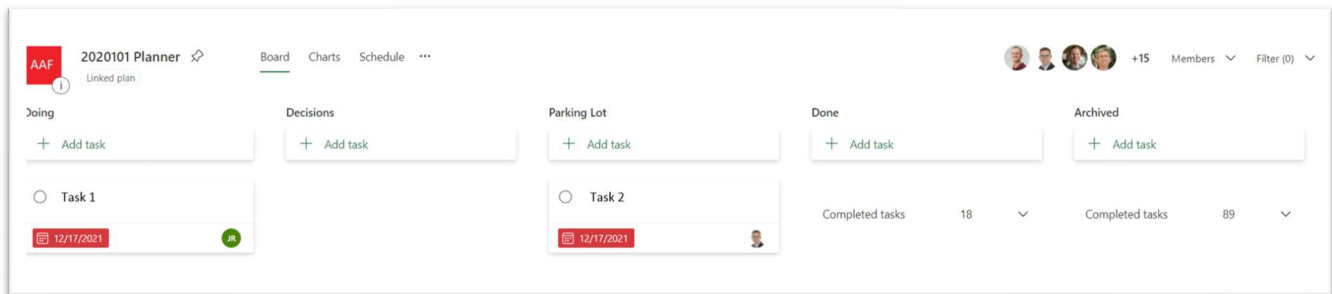 AAF
2020101 Planner
Linked plan
Board Charts Schedule ...
+15 Members Filter (0)
Doing
+ Add task
Task 1
12/17/2021
JR
Decisions
+ Add task
Parking Lot
+ Add task
Task 2
12/17/2021
Done
+ Add task
Completed tasks 18
Archived
+ Add task
Completed tasks 89